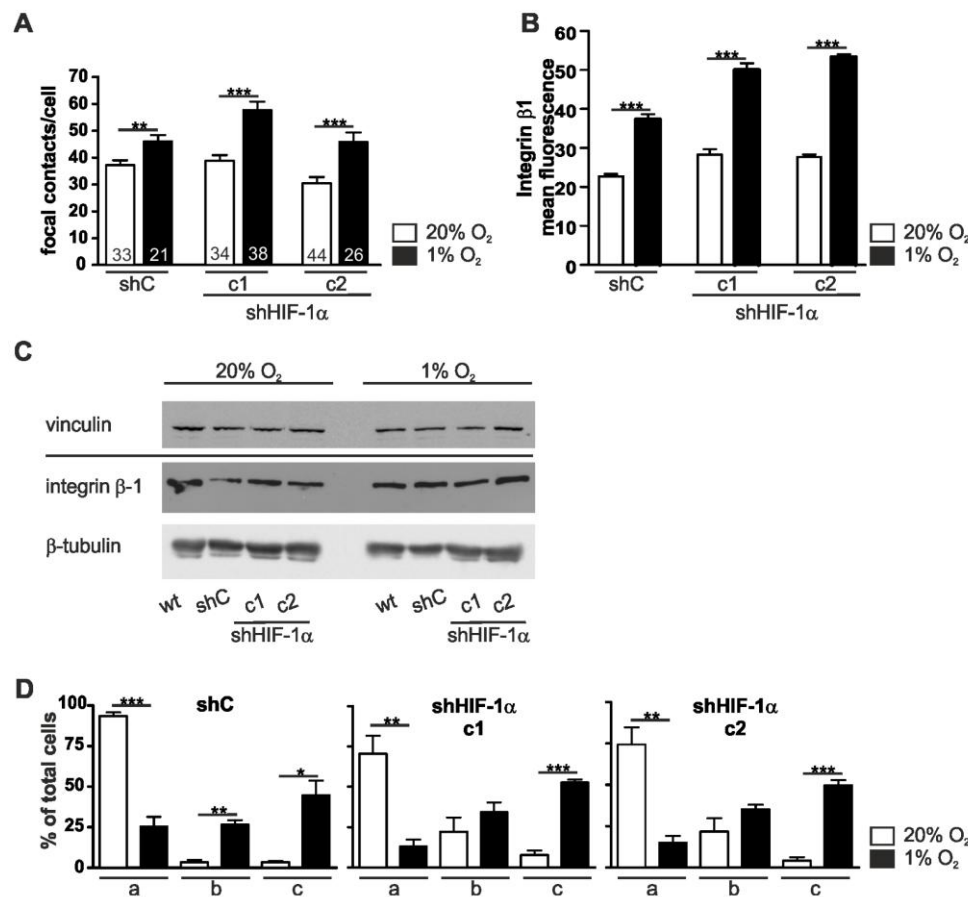 A
focal contacts/cell
70
60
50
40
30
20
10
0
** *** ***
33 21 34 38 44 26
shC c1 c2
shHIF-1α
20% O₂
1% O₂
B
Integrin β1
mean fluorescence
60
50
40
30
20
10
0
*** *** ***
shC c1 c2
shHIF-1α
20% O₂
1% O₂
C
20% O₂ 1% O₂
vinculin
integrin β-1
β-tubulin
wt shC c1 c2 wt shC c1 c2
shHIF-1α shHIF-1α
D
% of total cells
100
75
50
25
0
shC
*** ** *
a b c
shHIF-1α
c1
** ***
a b c
shHIF-1α
c2
** ***
a b c
20% O₂
1% O₂